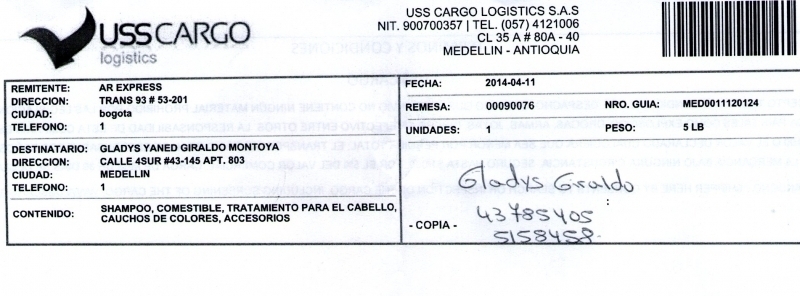 USSCARGO
logistics
USS CARGO LOGISTICS S.A.S
NIT. 900700357 | TEL. (057) 4121006
CL 35 A # 80A - 40
MEDELLIN - ANTIOQUIA
REMITENTE: AR EXPRESS
DIRECCION: TRANS 93 # 53-201
CIUDAD: bogota
TELEFONO: 1
DESTINATARIO: GLADYS YANED GIRALDO MONTOYA
DIRECCION: CALLE 4SUR #43-145 APT. 803
CIUDAD: MEDELLIN
TELEFONO: 1
CONTENIDO: SHAMPOO, COMESTIBLE, TRATAMIENTO PARA EL CABELLO,
CAUCHOS DE COLORES, ACCESORIOS
FECHA: 2014-04-11
REMESA: 00090076 NRO. GUIA: MED0011120124
UNIDADES: 1 PESO: 5 LB
Gladys Giraldo
43785405
- COPIA - 5158458